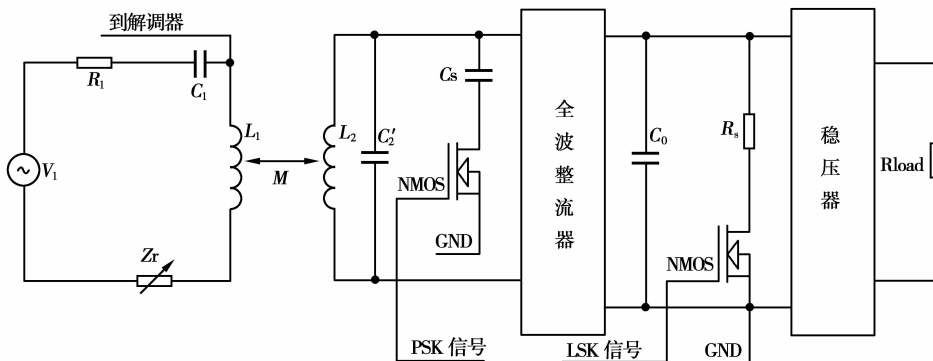 到解调器
R₁
C₁
L₁
L₂
C₂′
Cs
V₁
M
NMOS
GND
Zr
PSK 信号
全波整流器
C₀
Rₛ
NMOS
LSK 信号
GND
稳压器
Rload